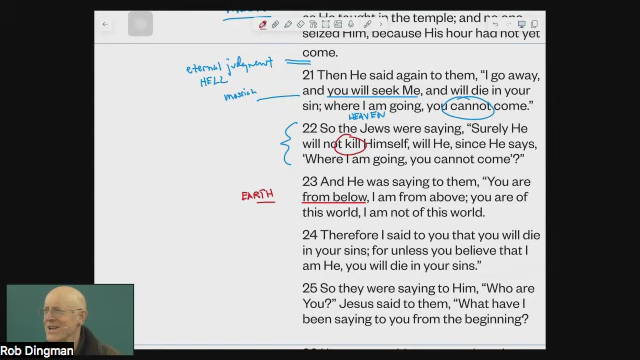 as He taught in the temple; and no one
seized Him, because His hour had not yet
come.
eternal judgment
HELL
messiah
21 Then He said again to them, “I go away,
and you will seek Me, and will die in your
sin; where I am going, you cannot come.”
HEAVEN
22 So the Jews were saying, “Surely He
will not kill Himself, will He, since He says,
‘Where I am going, you cannot come’?”
EARTH
23 And He was saying to them, “You are
from below, I am from above; you are of
this world, I am not of this world.
24 Therefore I said to you that you will die
in your sins; for unless you believe that I
am He, you will die in your sins.”
25 So they were saying to Him, “Who are
You?” Jesus said to them, “What have I
been saying to you from the beginning?
Rob Dingman